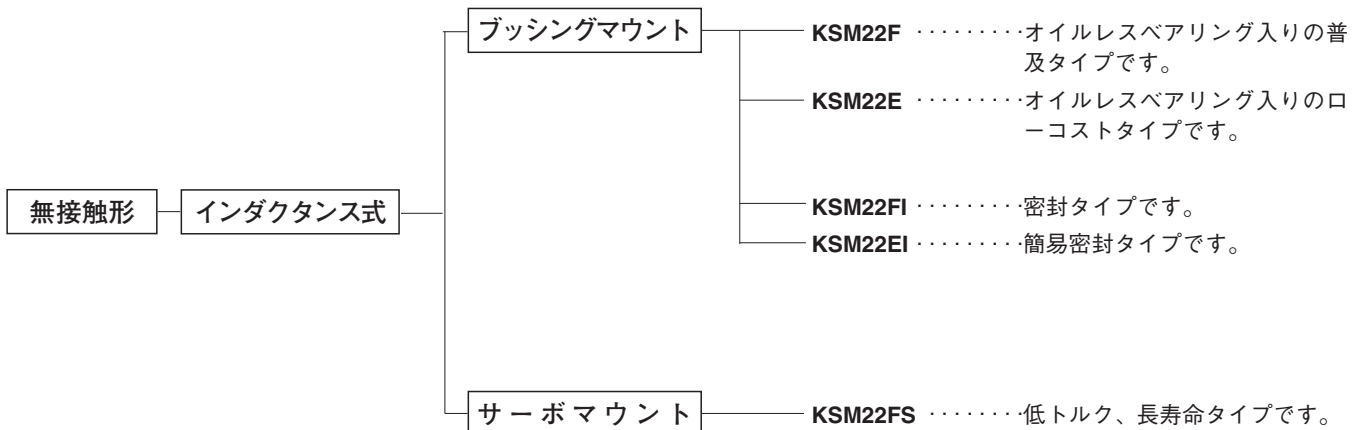 ブッシングマウント
KSM22F ·········オイルレスベアリング入りの普
及タイプです。
KSM22E ·········オイルレスベアリング入りのロ
ーコストタイプです。
無接触形
インダクタンス式
KSM22FI ·········密封タイプです。
KSM22EI ·········簡易密封タイプです。
サーボマウント
KSM22FS ········低トルク、長寿命タイプです。